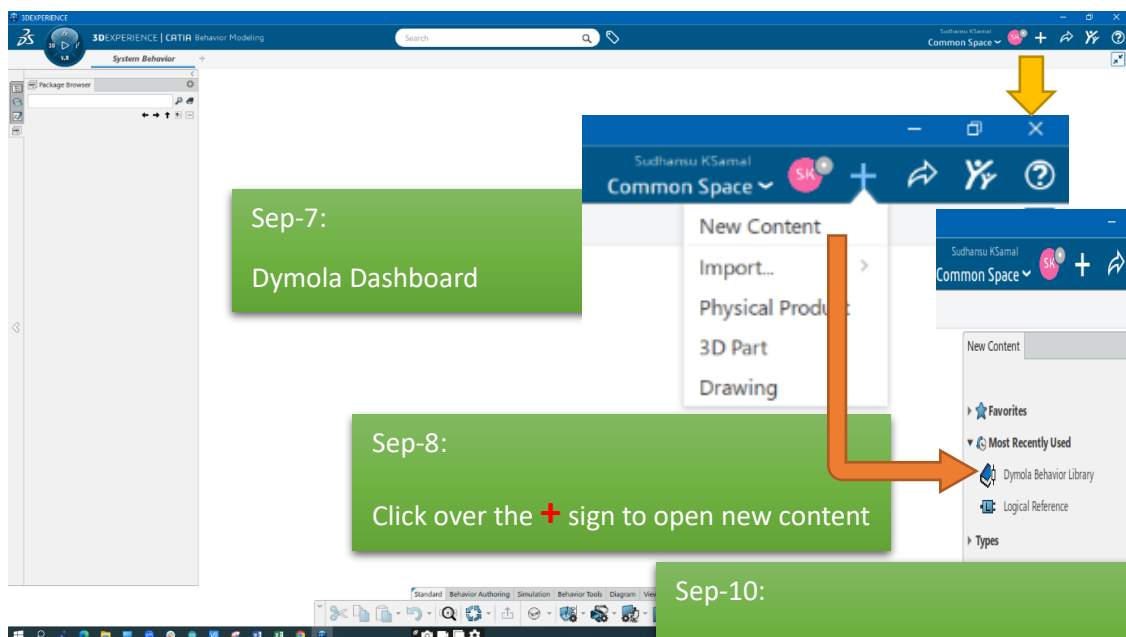 3DEXPERIENCE
3DEXPERIENCE | CATIA Behavior Modeling
Search
Sudhansu KSamal
Common Space
SK
3D
V.R
System Behavior
Package Browser
Sudhansu KSamal
Common Space
SK
New Content
Import...
Physical Product
3D Part
Drawing
Sep-7:
Dymola Dashboard
Sudhansu KSamal
Common Space
SK
New Content
Favorites
Most Recently Used
Dymola Behavior Library
Logical Reference
Types
Sep-8:
Click over the + sign to open new content
Sep-10:
Standard Behavior Authoring Simulation Behavior Tools Diagram